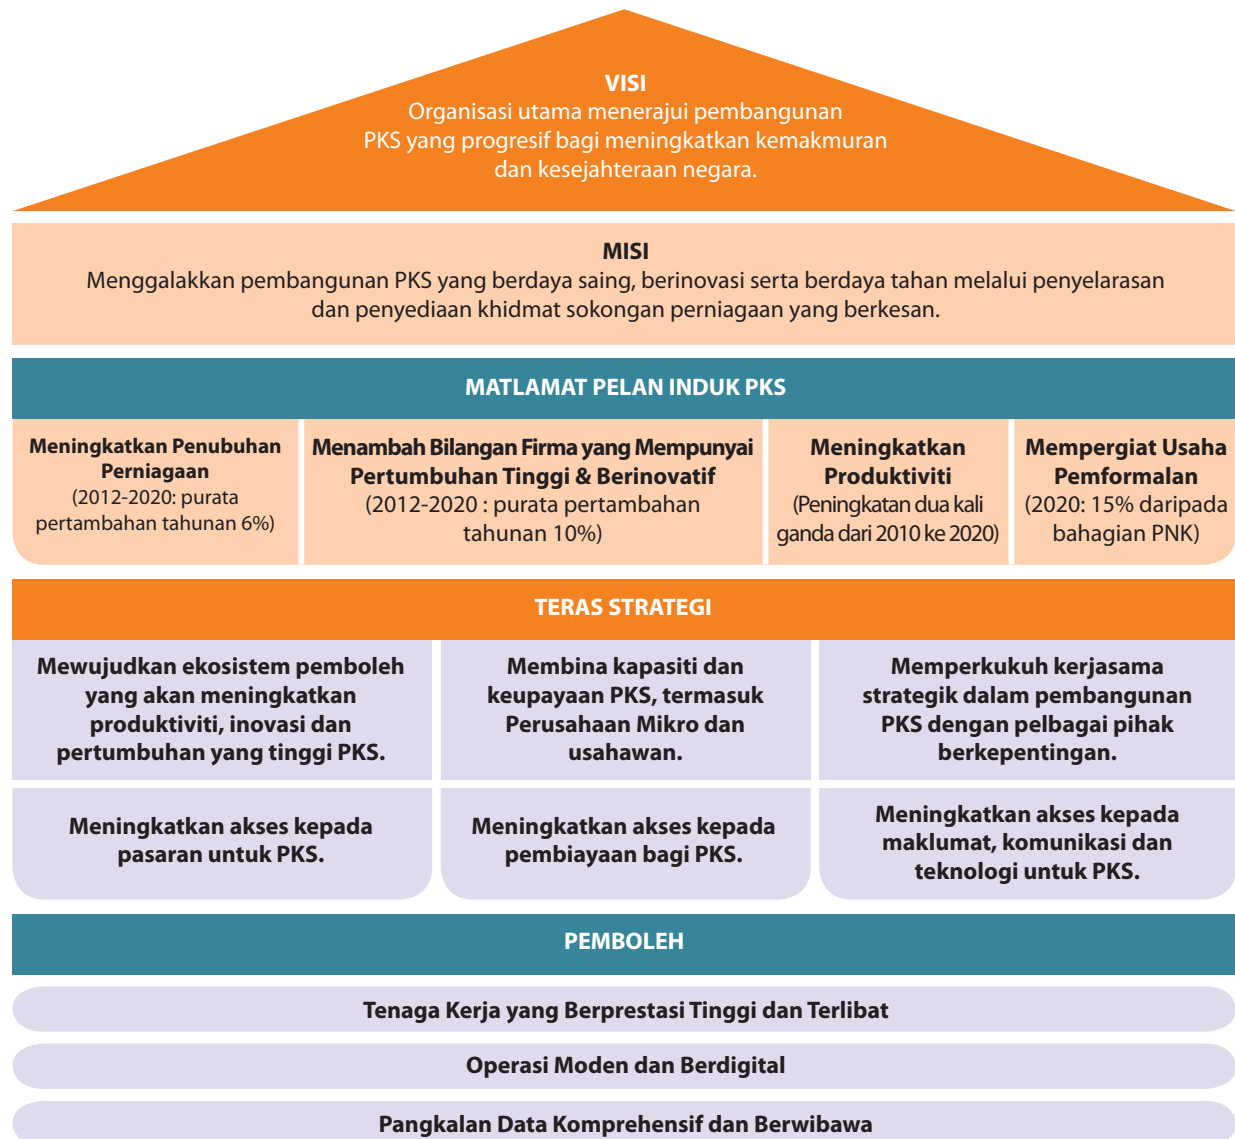 VISI
Organisasi utama menerajui pembangunan
PKS yang progresif bagi meningkatkan kemakmuran
dan kesejahteraan negara.
MISI
Menggalakkan pembangunan PKS yang berdaya saing, berinovasi serta berdaya tahan melalui penyelarasan
dan penyediaan khidmat sokongan perniagaan yang berkesan.
MATLAMAT PELAN INDUK PKS
Meningkatkan Penubuhan
Perniagaan
(2012-2020: purata
pertambahan tahunan 6%)
Menambah Bilangan Firma yang Mempunyai
Pertumbuhan Tinggi & Berinovatif
(2012-2020 : purata pertambahan
tahunan 10%)
Meningkatkan
Produktiviti
(Peningkatan dua kali
ganda dari 2010 ke 2020)
Mempergiat Usaha
Pemformalan
(2020: 15% daripada
bahagian PNK)
TERAS STRATEGI
Mewujudkan ekosistem pemboleh
yang akan meningkatkan
produktiviti, inovasi dan
pertumbuhan yang tinggi PKS.
Membina kapasiti dan
keupayaan PKS, termasuk
Perusahaan Mikro dan
usahawan.
Memperkukuh kerjasama
strategik dalam pembangunan
PKS dengan pelbagai pihak
berkepentingan.
Meningkatkan akses kepada
pasaran untuk PKS.
Meningkatkan akses kepada
pembiayaan bagi PKS.
Meningkatkan akses kepada
maklumat, komunikasi dan
teknologi untuk PKS.
PEMBOLEH
Tenaga Kerja yang Berprestasi Tinggi dan Terlibat
Operasi Moden dan Berdigital
Pangkalan Data Komprehensif dan Berwibawa